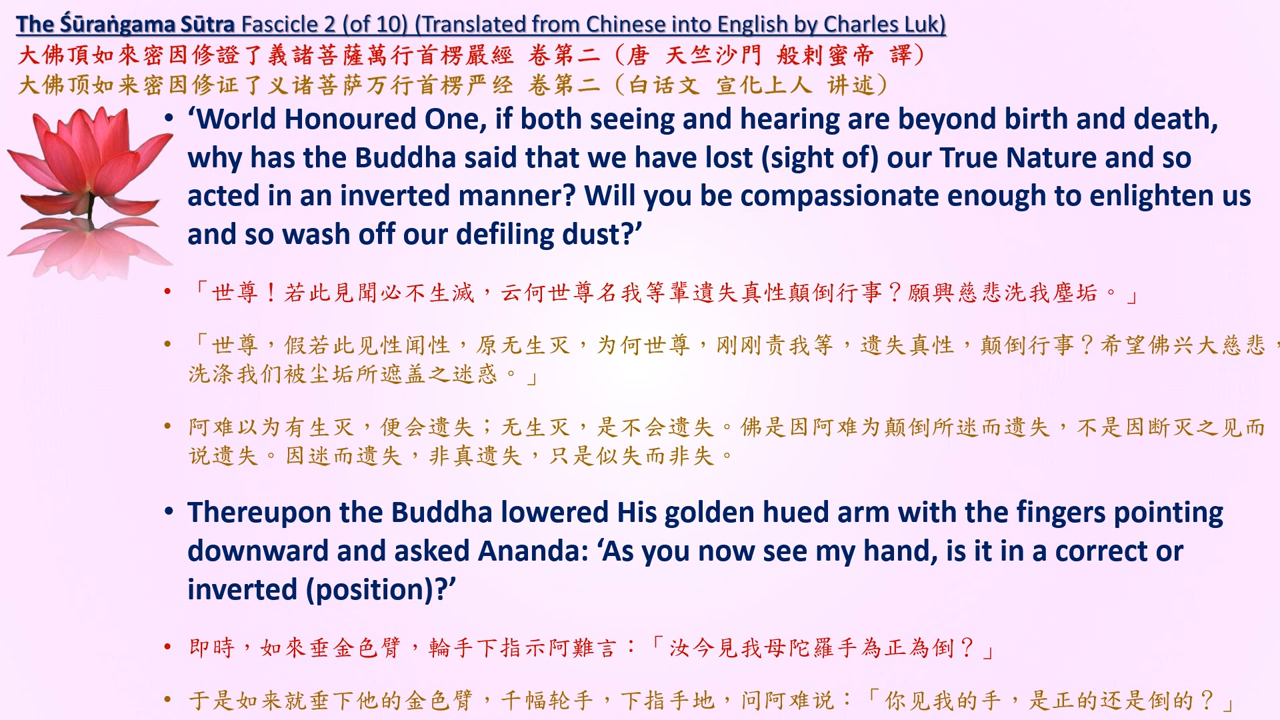 The Śūraṅgama Sūtra Fascicle 2 (of 10) (Translated from Chinese into English by Charles Luk)
大佛頂如來密因修證了義諸菩薩萬行首楞嚴經 卷第二（唐 天竺沙門 般剌蜜帝 譯）
大佛顶如来密因修证了义诸菩萨万行首楞严经 卷第二（白话文 宣化上人 讲述）
• ‘World Honoured One, if both seeing and hearing are beyond birth and death,
why has the Buddha said that we have lost (sight of) our True Nature and so
acted in an inverted manner? Will you be compassionate enough to enlighten us
and so wash off our defiling dust?’
• 「世尊！若此見聞必不生滅，云何世尊名我等輩遺失真性顛倒行事？願興慈悲洗我塵垢。」
• 「世尊，假若此见性闻性，原无生灭，为何世尊，刚刚责我等，遗失真性，颠倒行事？希望佛兴大慈悲，
洗涤我们被尘垢所遮盖之迷惑。」
• 阿难以为有生灭，便会遗失；无生灭，是不会遗失。佛是因阿难为颠倒所迷而遗失，不是因断灭之见而
说遗失。因迷而遗失，非真遗失，只是似失而非失。
• Thereupon the Buddha lowered His golden hued arm with the fingers pointing
downward and asked Ananda: ‘As you now see my hand, is it in a correct or
inverted (position)?’
• 即時，如來垂金色臂，輪手下指示阿難言：「汝今見我母陀羅手為正為倒？」
• 于是如来就垂下他的金色臂，千幅轮手，下指手地，问阿难说：「你见我的手，是正的还是倒的？」